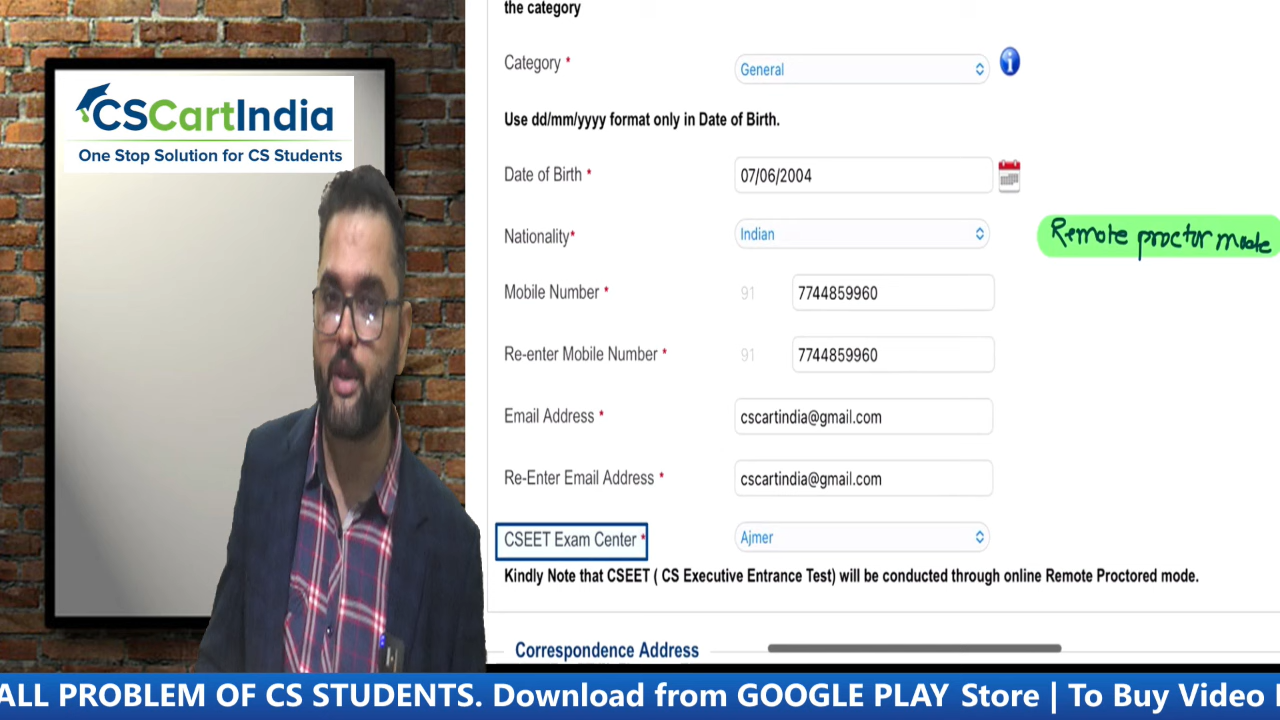 CSCartIndia
One Stop Solution for CS Students
the category
Category * General
Use dd/mm/yyyy format only in Date of Birth.
Date of Birth * 07/06/2004
Nationality* Indian
Remote proctor mode
Mobile Number * 91 7744859960
Re-enter Mobile Number * 91 7744859960
Email Address * cscartindia@gmail.com
Re-Enter Email Address * cscartindia@gmail.com
CSEET Exam Center * Ajmer
Kindly Note that CSEET ( CS Executive Entrance Test) will be conducted through online Remote Proctored mode.
Correspondence Address
ALL PROBLEM OF CS STUDENTS. Download from GOOGLE PLAY Store | To Buy Video